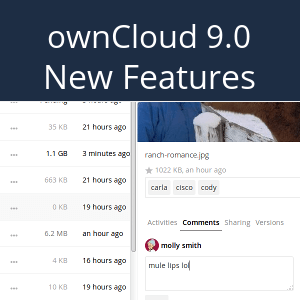 ownCloud 9.0
New Features
35 KB 21 hours ago
1.1 GB 3 minutes ago
663 KB 21 hours ago
0 KB 19 hours ago
6.2 MB an hour ago
4 KB 16 hours ago
10 KB 19 hours ago
ranch-romance.jpg
1022 KB, an hour ago
carla cisco cody
Activities Comments Sharing Versions
molly smith
mule lips lo